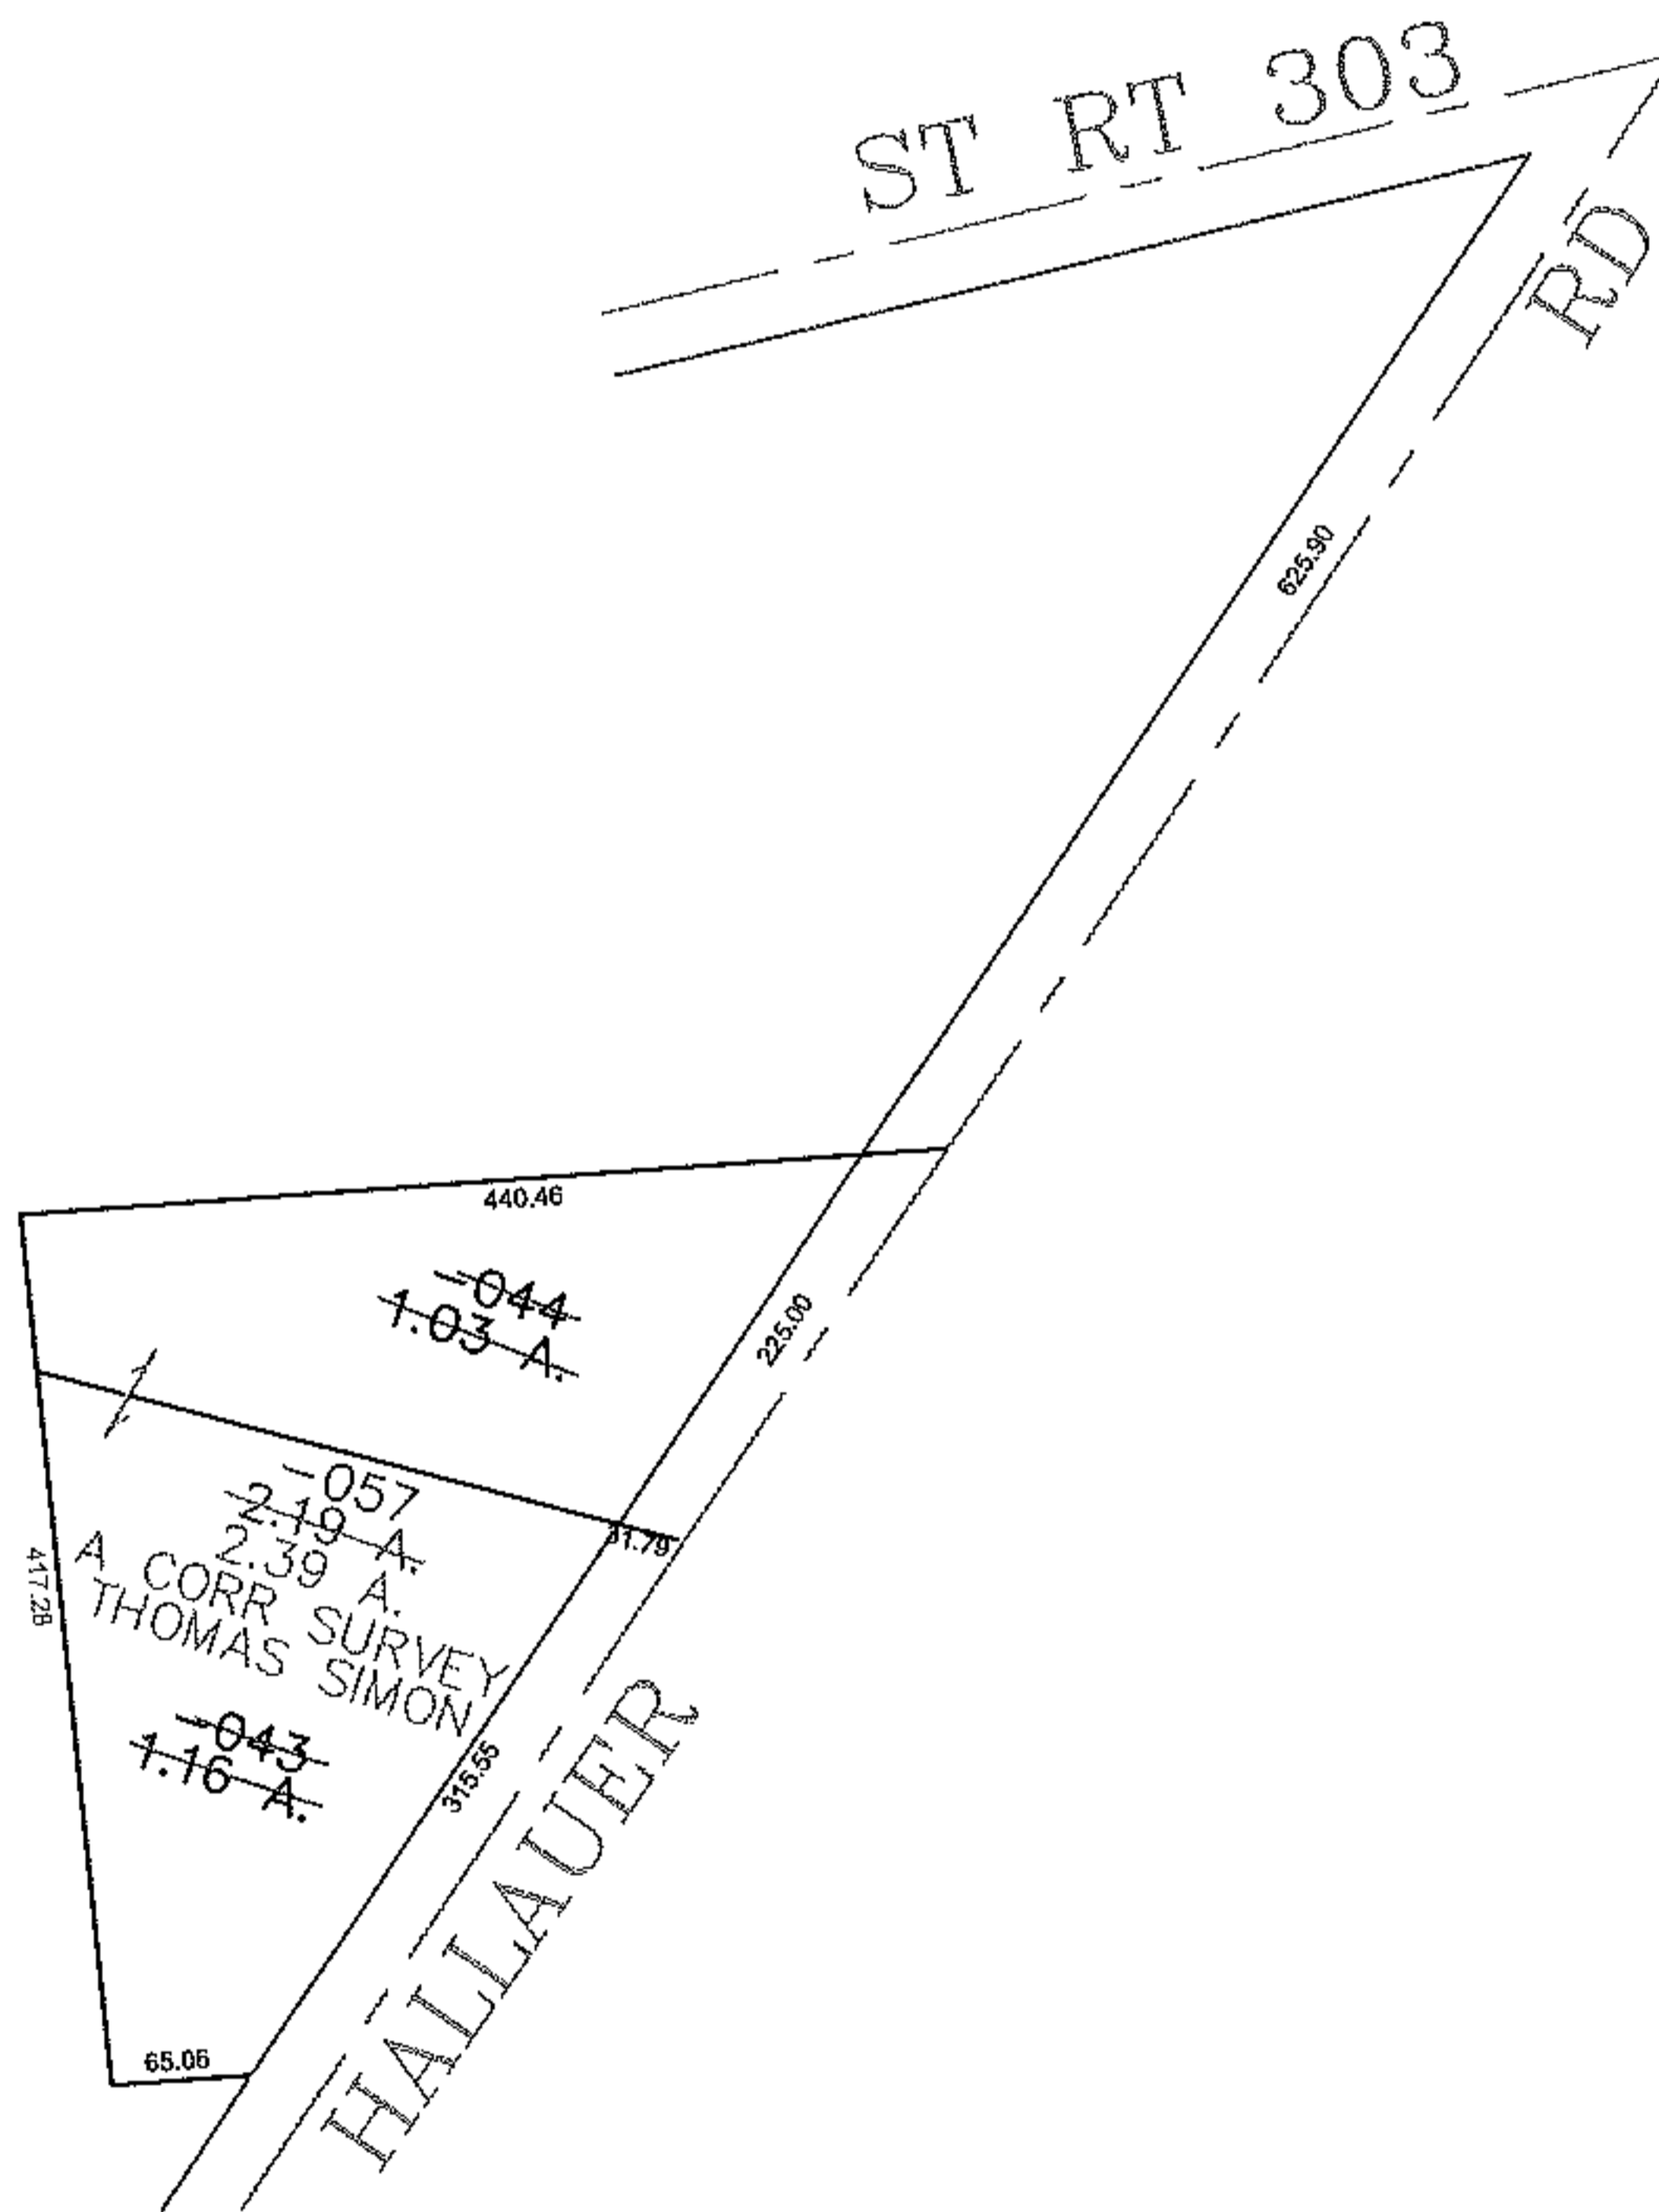 ST RT 303
RD
625.90
440.46
-044
1.03 A.
225.00
-057
2.19 A.
2.39 A.
A CORR SURVEY
THOMAS SIMON
31.79
417.28
-043
1.16 A.
315.55
HALLAUER
65.06